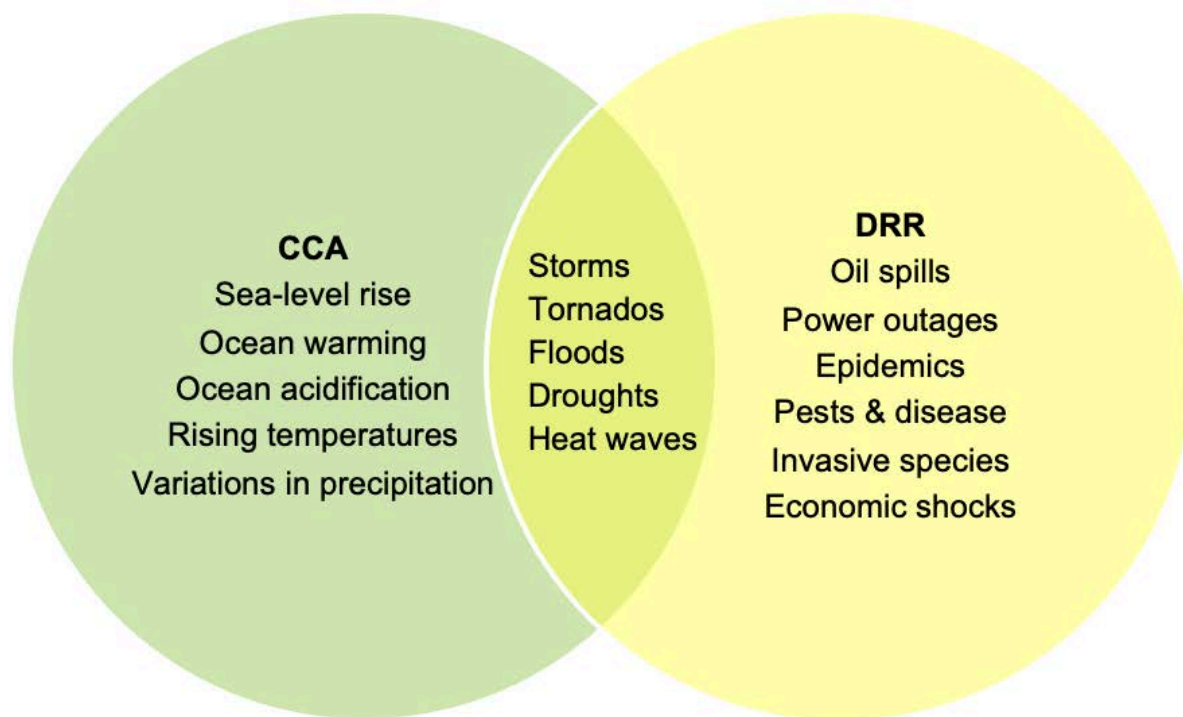 CCA
Sea-level rise
Ocean warming
Ocean acidification
Rising temperatures
Variations in precipitation
Storms
Tornados
Floods
Droughts
Heat waves
DRR
Oil spills
Power outages
Epidemics
Pests & disease
Invasive species
Economic shocks